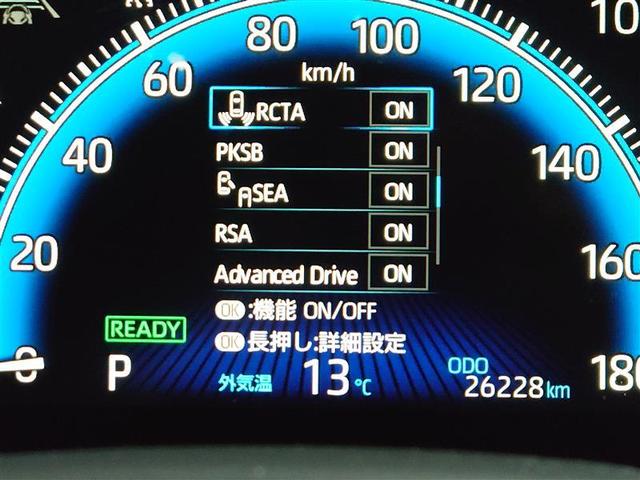 80 100
60 km/h 120
RCTA ON
40 PKSB ON 140
SEA ON
20 RSA ON 160
Advanced Drive ON
OK:機能 ON/OFF
READY OK 長押し:詳細設定
0 P 外気温 13℃ ODO 26228km 180